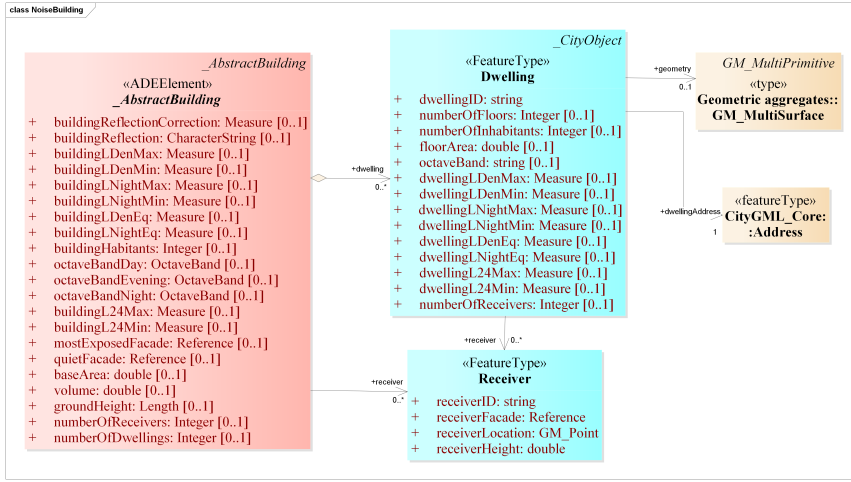 class NoiseBuilding
_AbstractBuilding
«ADEElement»
_AbstractBuilding
+ buildingReflectionCorrection: Measure [0..1]
+ buildingReflection: CharacterString [0..1]
+ buildingLDenMax: Measure [0..1]
+ buildingLDenMin: Measure [0..1]
+ buildingLNightMax: Measure [0..1]
+ buildingLNightMin: Measure [0..1]
+ buildingLDenEq: Measure [0..1]
+ buildingLNightEq: Measure [0..1]
+ buildingHabitants: Integer [0..1]
+ octaveBandDay: OctaveBand [0..1]
+ octaveBandEvening: OctaveBand [0..1]
+ octaveBandNight: OctaveBand [0..1]
+ buildingL24Max: Measure [0..1]
+ buildingL24Min: Measure [0..1]
+ mostExposedFacade: Reference [0..1]
+ quietFacade: Reference [0..1]
+ baseArea: double [0..1]
+ volume: double [0..1]
+ groundHeight: Length [0..1]
+ numberOfReceivers: Integer [0..1]
+ numberOfDwellings: Integer [0..1]
+dwelling
0..*
_CityObject
«FeatureType»
Dwelling
+ dwellingID: string
+ numberOfFloors: Integer [0..1]
+ numberOfInhabitants: Integer [0..1]
+ floorArea: double [0..1]
+ octaveBand: string [0..1]
+ dwellingLDenMax: Measure [0..1]
+ dwellingLDenMin: Measure [0..1]
+ dwellingLNightMax: Measure [0..1]
+ dwellingLNightMin: Measure [0..1]
+ dwellingLDenEq: Measure [0..1]
+ dwellingLNightEq: Measure [0..1]
+ dwellingL24Max: Measure [0..1]
+ dwellingL24Min: Measure [0..1]
+ numberOfReceivers: Integer [0..1]
+geometry
0..1
GM_MultiPrimitive
«type»
Geometric aggregates::
GM_MultiSurface
+dwellingAddress
1
«featureType»
CityGML_Core:
:Address
+receiver
0..*
+receiver
0..*
«FeatureType»
Receiver
+ receiverID: string
+ receiverFacade: Reference
+ receiverLocation: GM_Point
+ receiverHeight: double